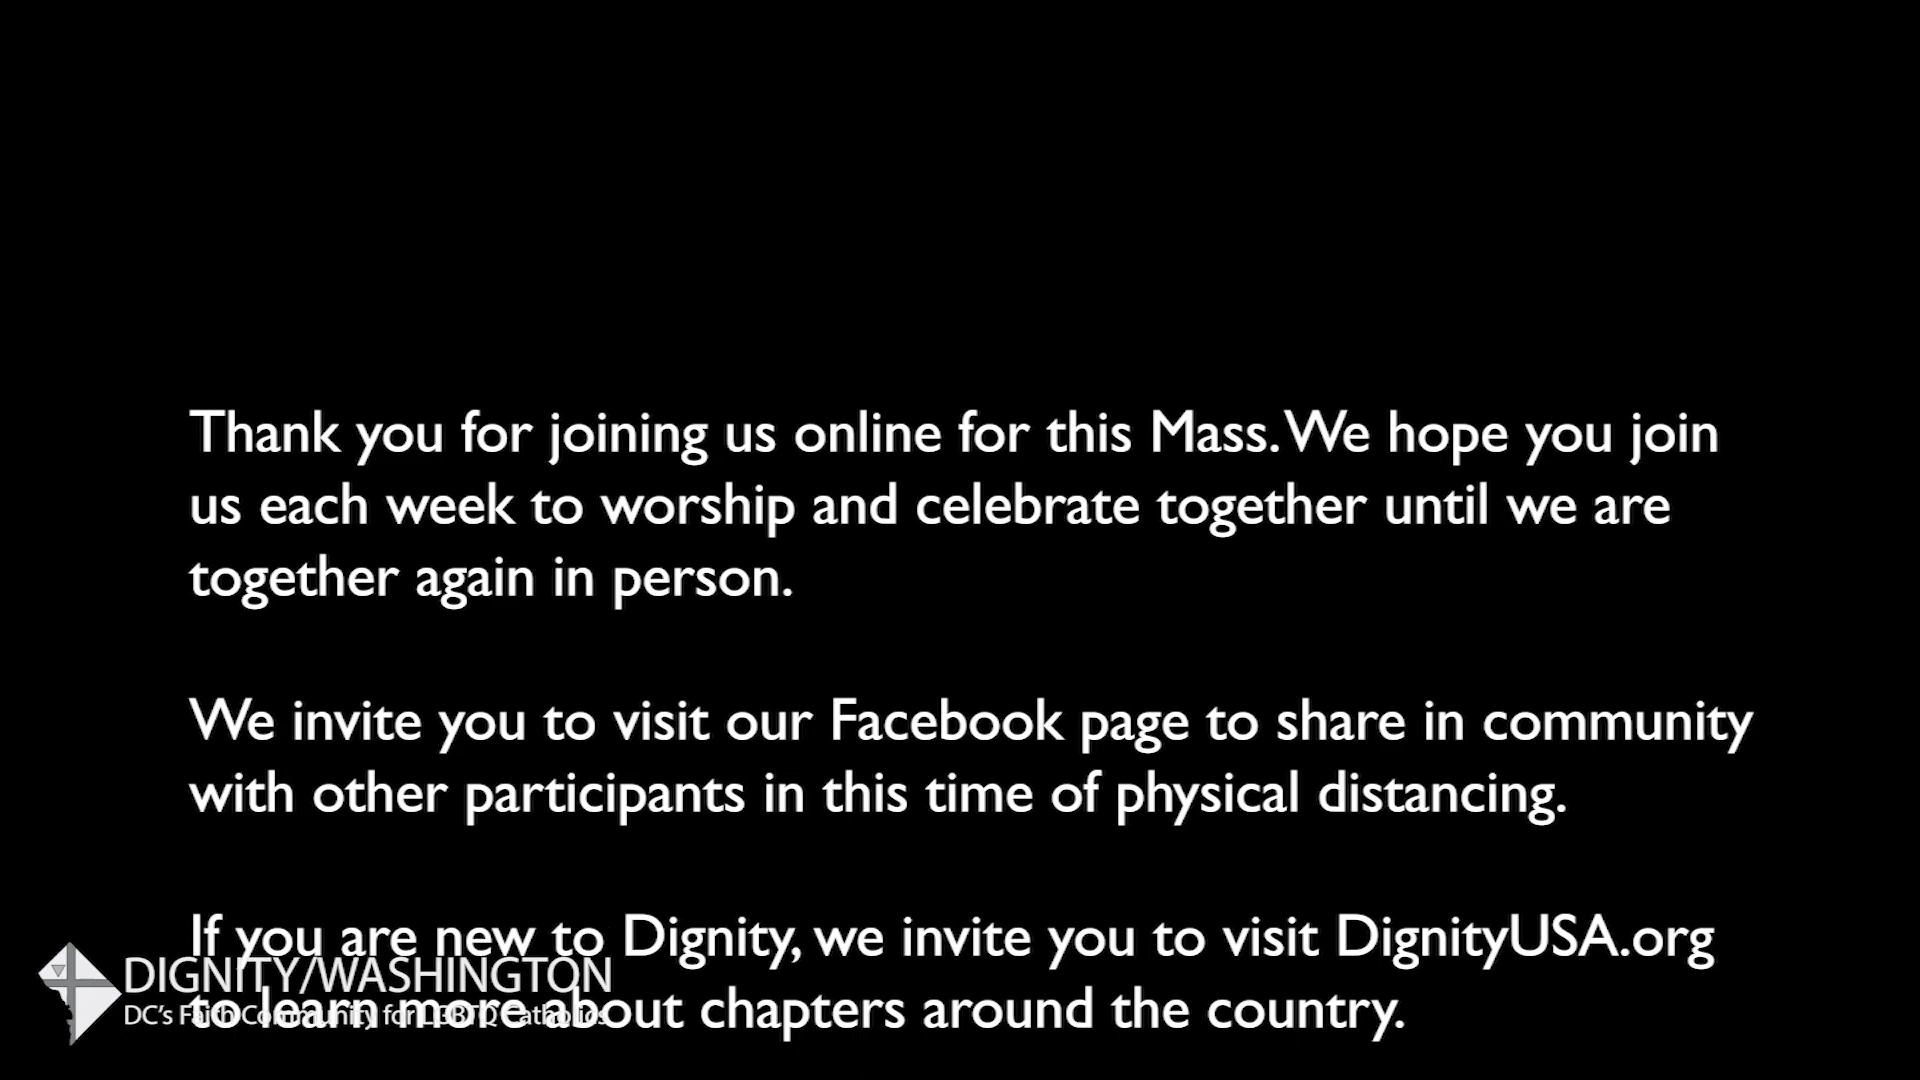 Thank you for joining us online for this Mass. We hope you join
us each week to worship and celebrate together until we are
together again in person.
We invite you to visit our Facebook page to share in community
with other participants in this time of physical distancing.
If you are new to Dignity, we invite you to visit DignityUSA.org
to learn more about chapters around the country.
DIGNITY/WASHINGTON
DC's Faith Community for LGBTQ Catholics